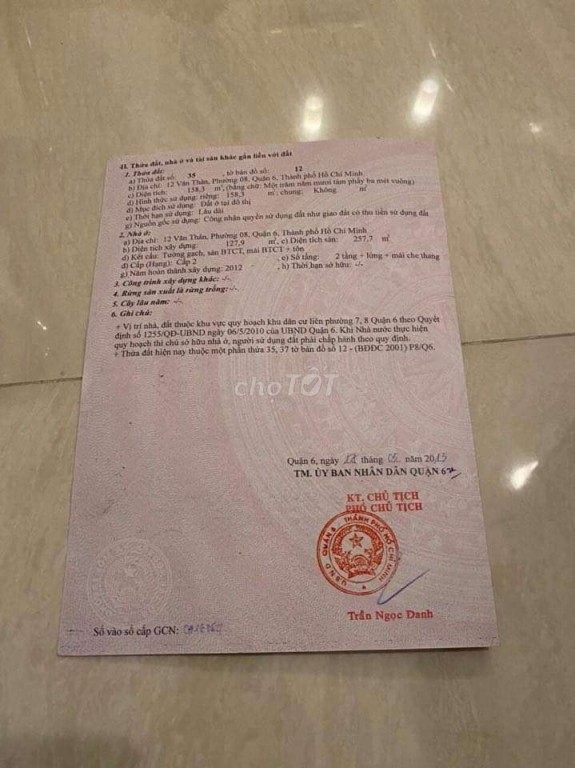 II. Thửa đất, nhà ở và tài sản khác gắn liền với đất
1. Thửa đất:
a) Thửa đất số: 35 , tờ bản đồ số: 12
b) Địa chỉ: 12 Văn Thân, Phường 08, Quận 6, Thành phố Hồ Chí Minh
c) Diện tích: 158,3 m², (bằng chữ: Một trăm năm mươi tám phẩy ba mét vuông)
d) Hình thức sử dụng: riêng: 158,3 m²; chung: Không m²
đ) Mục đích sử dụng: Đất ở tại đô thị
e) Thời hạn sử dụng: Lâu dài
g) Nguồn gốc sử dụng: Công nhận quyền sử dụng đất như giao đất có thu tiền sử dụng đất
2. Nhà ở:
a) Địa chỉ: 12 Văn Thân, Phường 08, Quận 6, Thành phố Hồ Chí Minh
b) Diện tích xây dựng: 127,9 m², c) Diện tích sàn: 257,7 m²
d) Kết cấu: Tường gạch, sàn BTCT, mái BTCT + tôn
đ) Cấp (Hạng): Cấp 2 e) Số tầng: 2 tầng + lửng + mái che thang
g) Năm hoàn thành xây dựng: 2012 , h) Thời hạn sở hữu: -/-
3. Công trình xây dựng khác: -/-
4. Rừng sản xuất là rừng trồng: -/-
5. Cây lâu năm: -/-
6. Ghi chú:
+ Vị trí nhà, đất thuộc khu vực quy hoạch khu dân cư liên phường 7, 8 Quận 6 theo Quyết
định số 1255/QĐ-UBND ngày 06/5/2010 của UBND Quận 6. Khi Nhà nước thực hiện
quy hoạch thì chủ sở hữu nhà ở, người sử dụng đất phải chấp hành theo quy định.
+ Thửa đất hiện nay thuộc một phần thửa 35, 37 tờ bản đồ số 12 - (BĐĐC 2001) P8/Q6.
choTỐT
Quận 6, ngày tháng năm 2015
TM. ỦY BAN NHÂN DÂN QUẬN 6
KT. CHỦ TỊCH
PHÓ CHỦ TỊCH
U.B.N.D QUẬN 6 - THÀNH PHỐ HỒ CHÍ MINH
Trần Ngọc Danh
Số vào sổ cấp GCN: